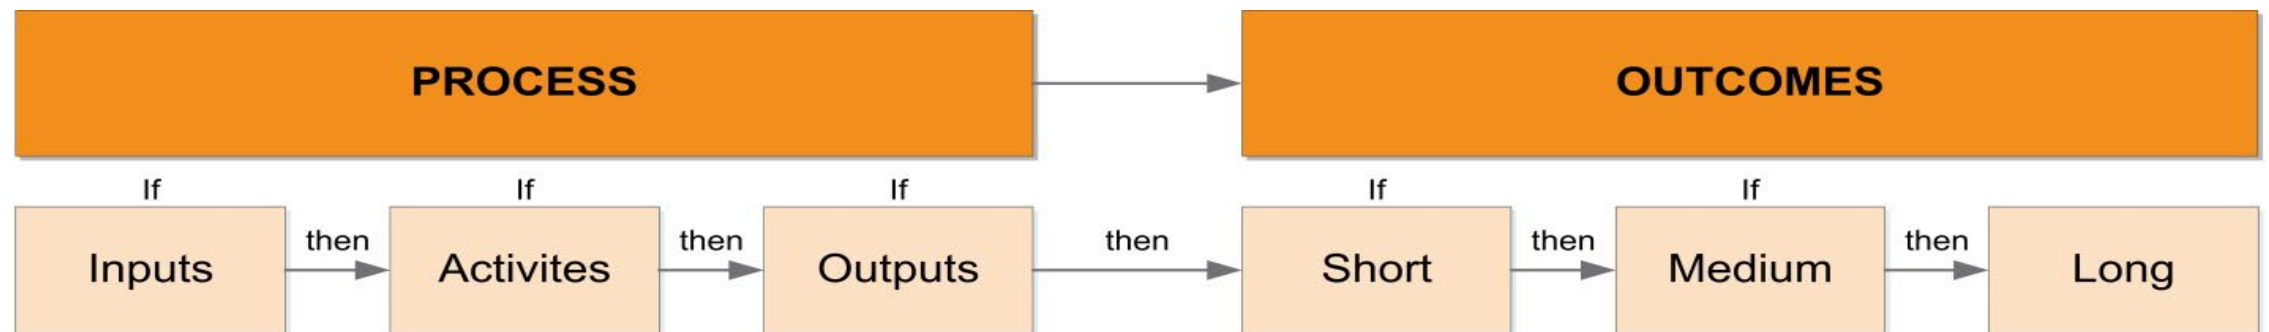 PROCESS OUTCOMES
If If If If If
then then then then then
Inputs Activites Outputs Short Medium Long